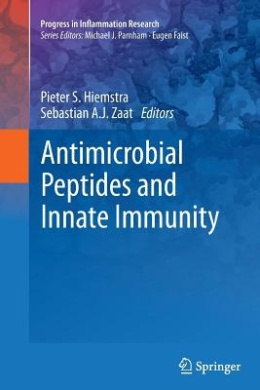 Progress in Inflammation Research
Series Editors: Michael J. Parnham · Eugen Faist
Pieter S. Hiemstra
Sebastian A.J. Zaat Editors
Antimicrobial
Peptides and
Innate Immunity
Springer